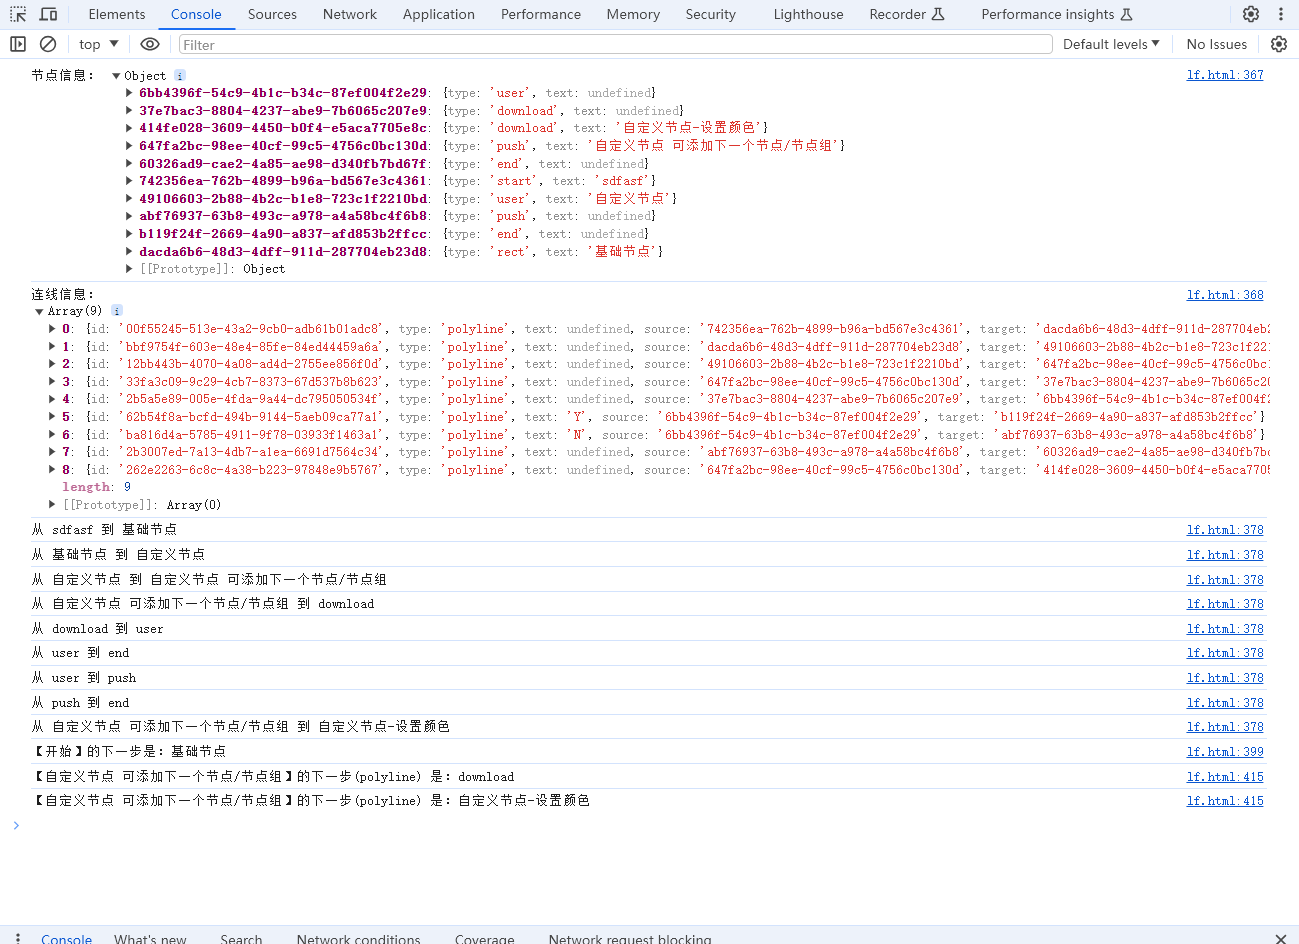 Elements Console Sources Network Application Performance Memory Security Lighthouse Recorder Performance insights
top Filter Default levels No Issues
节点信息： Object i lf.html:367
6bb4396f-54c9-4b1c-b34c-87ef004f2e29: {type: 'user', text: undefined}
37e7bac3-8804-4237-abe9-7b6065c207e9: {type: 'download', text: undefined}
414fe028-3609-4450-b0f4-e5aca7705e8c: {type: 'download', text: '自定义节点-设置颜色'}
647fa2bc-98ee-40cf-99c5-4756c0bc130d: {type: 'push', text: '自定义节点 可添加下一个节点/节点组'}
60326ad9-cae2-4a85-ae98-d340fb7bd67f: {type: 'end', text: undefined}
742356ea-762b-4899-b96a-bd567e3c4361: {type: 'start', text: 'sdfasf'}
49106603-2b88-4b2c-b1e8-723c1f2210bd: {type: 'user', text: '自定义节点'}
abf76937-63b8-493c-a978-a4a58bc4f6b8: {type: 'push', text: undefined}
b119f24f-2669-4a90-a837-afd853b2ffcc: {type: 'end', text: undefined}
dacda6b6-48d3-4dff-911d-287704eb23d8: {type: 'rect', text: '基础节点'}
[[Prototype]]: Object
连线信息： lf.html:368
Array(9) i
0: {id: '00f55245-513e-43a2-9cb0-adb61b01adc8', type: 'polyline', text: undefined, source: '742356ea-762b-4899-b96a-bd567e3c4361', target: 'dacda6b6-48d3-4dff-911d-287704eb2
1: {id: 'bbf9754f-603e-48e4-85fe-84ed44459a6a', type: 'polyline', text: undefined, source: 'dacda6b6-48d3-4dff-911d-287704eb23d8', target: '49106603-2b88-4b2c-b1e8-723c1f221
2: {id: '12bb443b-4070-4a08-ad4d-2755ee856f0d', type: 'polyline', text: undefined, source: '49106603-2b88-4b2c-b1e8-723c1f2210bd', target: '647fa2bc-98ee-40cf-99c5-4756c0bc1
3: {id: '33fa3c09-9c29-4cb7-8373-67d537b8b623', type: 'polyline', text: undefined, source: '647fa2bc-98ee-40cf-99c5-4756c0bc130d', target: '37e7bac3-8804-4237-abe9-7b6065c20
4: {id: '2b5a5e89-005e-4fda-9a44-dc795050534f', type: 'polyline', text: undefined, source: '37e7bac3-8804-4237-abe9-7b6065c207e9', target: '6bb4396f-54c9-4b1c-b34c-87ef004f2
5: {id: '62b54f8a-bcfd-494b-9144-5aeb09ca77a1', type: 'polyline', text: 'Y', source: '6bb4396f-54c9-4b1c-b34c-87ef004f2e29', target: 'b119f24f-2669-4a90-a837-afd853b2ffcc'}
6: {id: 'ba816d4a-5785-4911-9f78-03933f1463a1', type: 'polyline', text: 'N', source: '6bb4396f-54c9-4b1c-b34c-87ef004f2e29', target: 'abf76937-63b8-493c-a978-a4a58bc4f6b8'}
7: {id: '2b3007ed-7a13-4db7-a1ea-6691d7564c34', type: 'polyline', text: undefined, source: 'abf76937-63b8-493c-a978-a4a58bc4f6b8', target: '60326ad9-cae2-4a85-ae98-d340fb7bd
8: {id: '262e2263-6c8c-4a38-b223-97848e9b5767', type: 'polyline', text: undefined, source: '647fa2bc-98ee-40cf-99c5-4756c0bc130d', target: '414fe028-3609-4450-b0f4-e5aca7705
length: 9
[[Prototype]]: Array(0)
从 sdfasf 到 基础节点 lf.html:378
从 基础节点 到 自定义节点 lf.html:378
从 自定义节点 到 自定义节点 可添加下一个节点/节点组 lf.html:378
从 自定义节点 可添加下一个节点/节点组 到 download lf.html:378
从 download 到 user lf.html:378
从 user 到 end lf.html:378
从 user 到 push lf.html:378
从 push 到 end lf.html:378
从 自定义节点 可添加下一个节点/节点组 到 自定义节点-设置颜色 lf.html:378
【开始】的下一步是：基础节点 lf.html:399
【自定义节点 可添加下一个节点/节点组】的下一步(polyline) 是：download lf.html:415
【自定义节点 可添加下一个节点/节点组】的下一步(polyline) 是：自定义节点-设置颜色 lf.html:415
Console What's new Search Network conditions Coverage Network request blocking